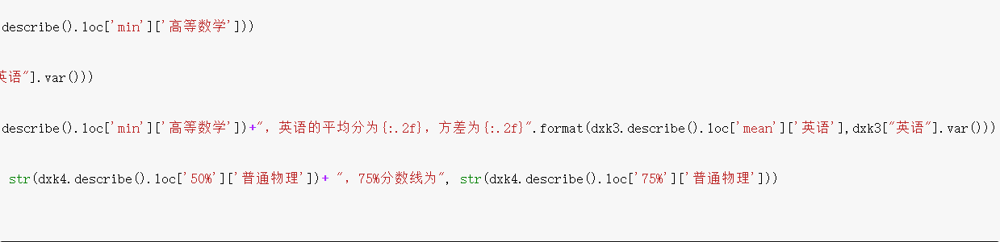 describe().loc['min']['高等数学']))
英语"].var()))
describe().loc['min']['高等数学'])+"，英语的平均分为{:.2f}，方差为{:.2f}".format(dxk3.describe().loc['mean']['英语'],dxk3["英语"].var()))
str(dxk4.describe().loc['50%']['普通物理'])+ "，75%分数线为", str(dxk4.describe().loc['75%']['普通物理']))